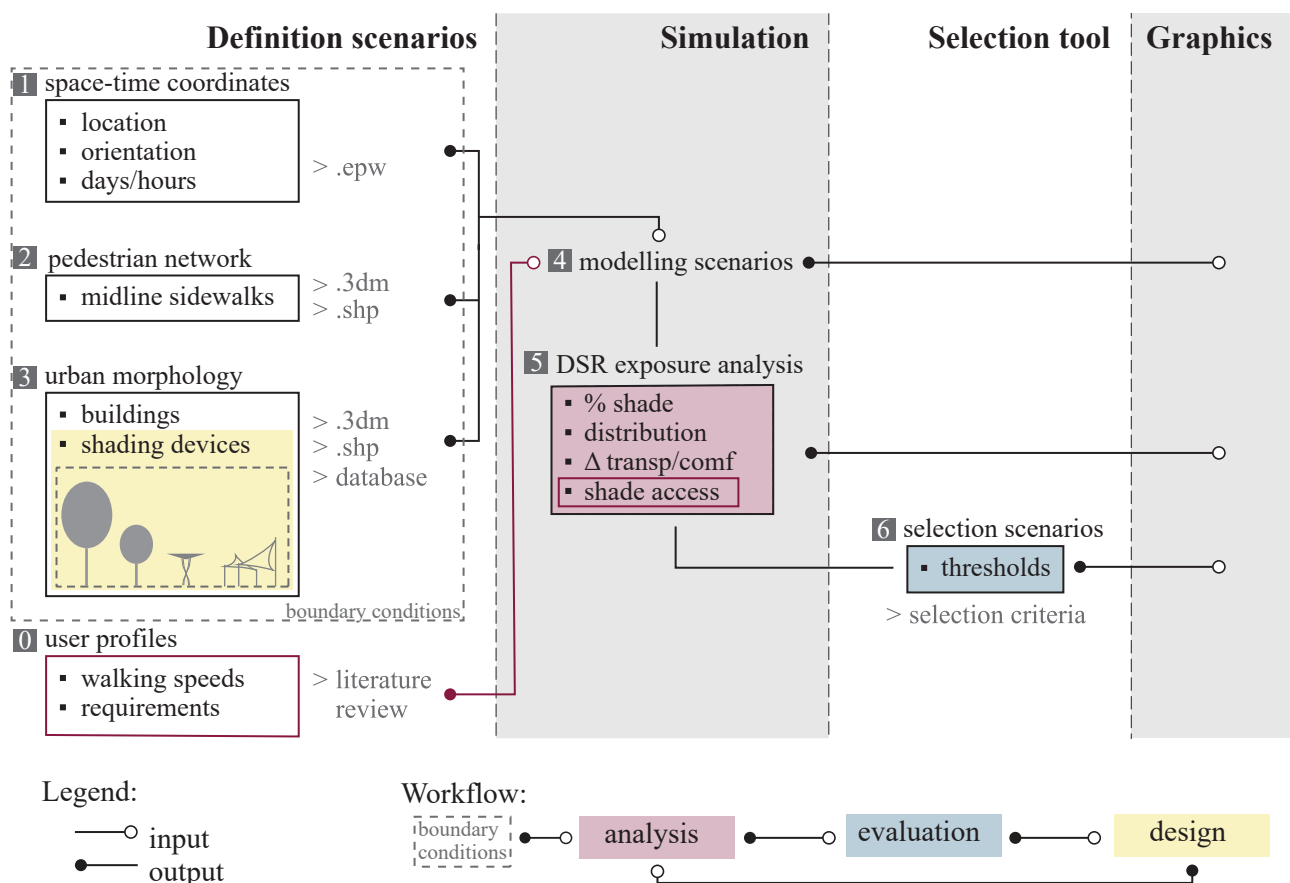 Definition scenarios
Simulation
Selection tool
Graphics
1 space-time coordinates
▪ location
▪ orientation
▪ days/hours
> .epw
2 pedestrian network
▪ midline sidewalks
> .3dm
> .shp
3 urban morphology
▪ buildings
▪ shading devices
> .3dm
> .shp
> database
boundary conditions
0 user profiles
▪ walking speeds
▪ requirements
> literature
review
4 modelling scenarios
5 DSR exposure analysis
▪ % shade
▪ distribution
▪ Δ transp/comf
▪ shade access
6 selection scenarios
▪ thresholds
> selection criteria
Legend:
input
output
Workflow:
boundary
conditions
analysis
evaluation
design